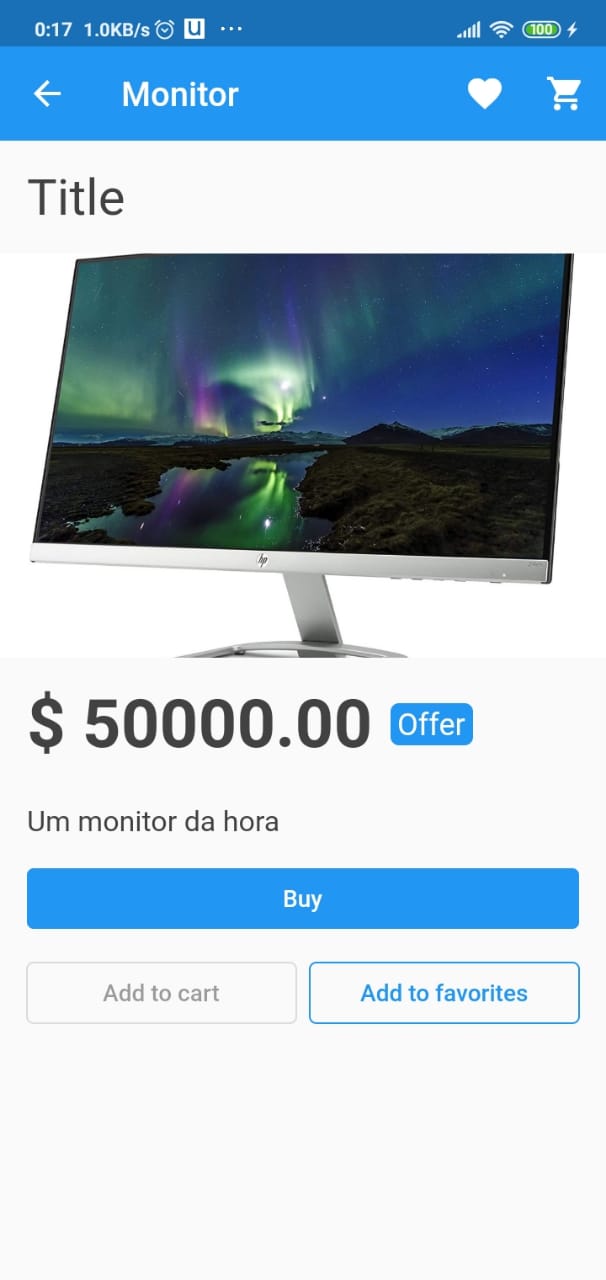 0:17 1.0KB/s U ...
100
Monitor
Title
hp
$ 50000.00 Offer
Um monitor da hora
Buy
Add to cart Add to favorites